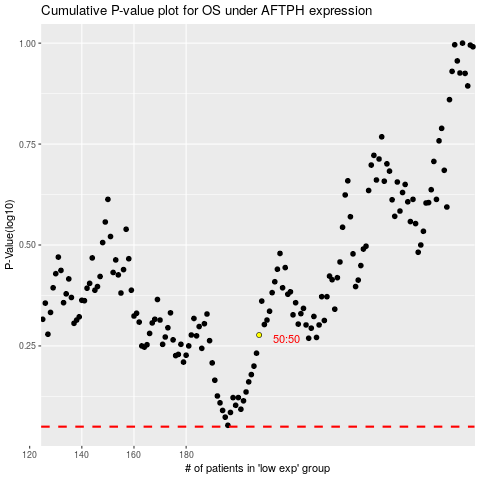 Cumulative P-value plot for OS under AFTPH expression
P-Value(log10)
1.00
0.75
0.50
0.25
50:50
120 140 160 180
# of patients in 'low exp' group